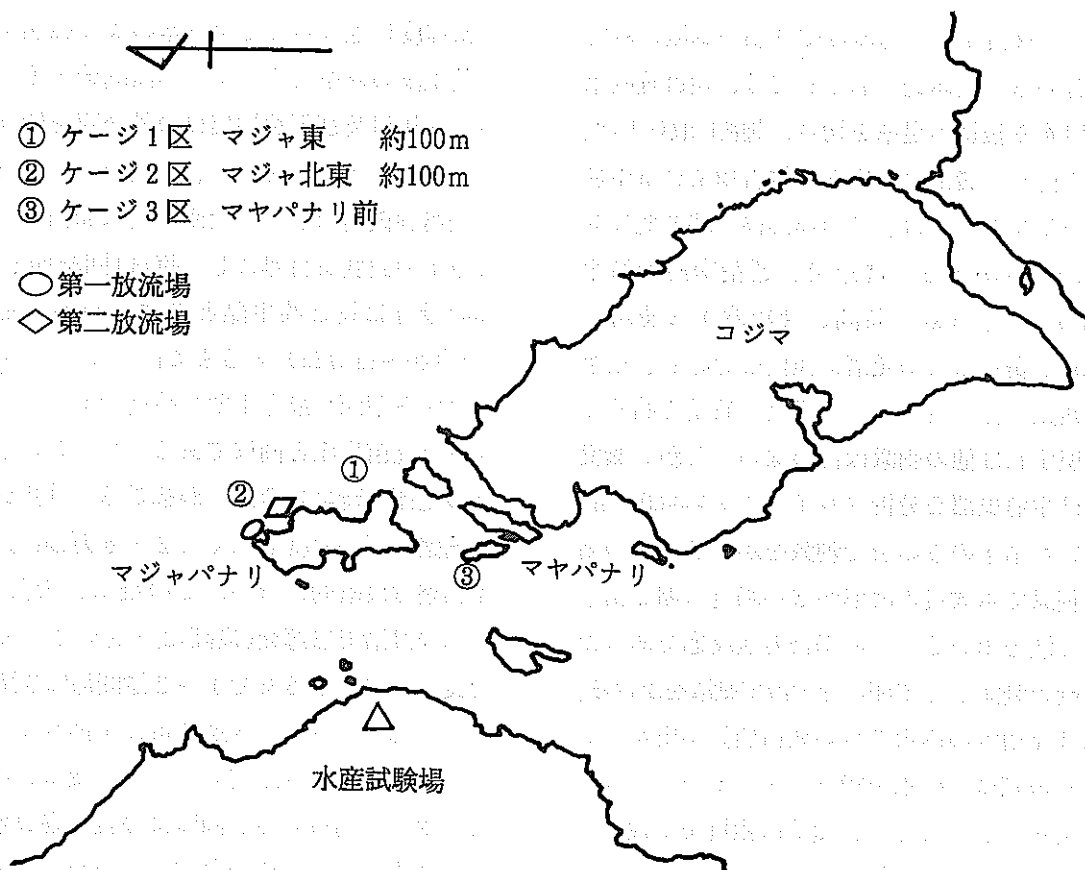 ① ケージ1区 マジャ東 約100m
② ケージ2区 マジャ北東 約100m
③ ケージ3区 マヤパナリ前
○第一放流場
◇第二放流場
コジマ
①
②
マジャパナリ
③
マヤパナリ
水産試験場